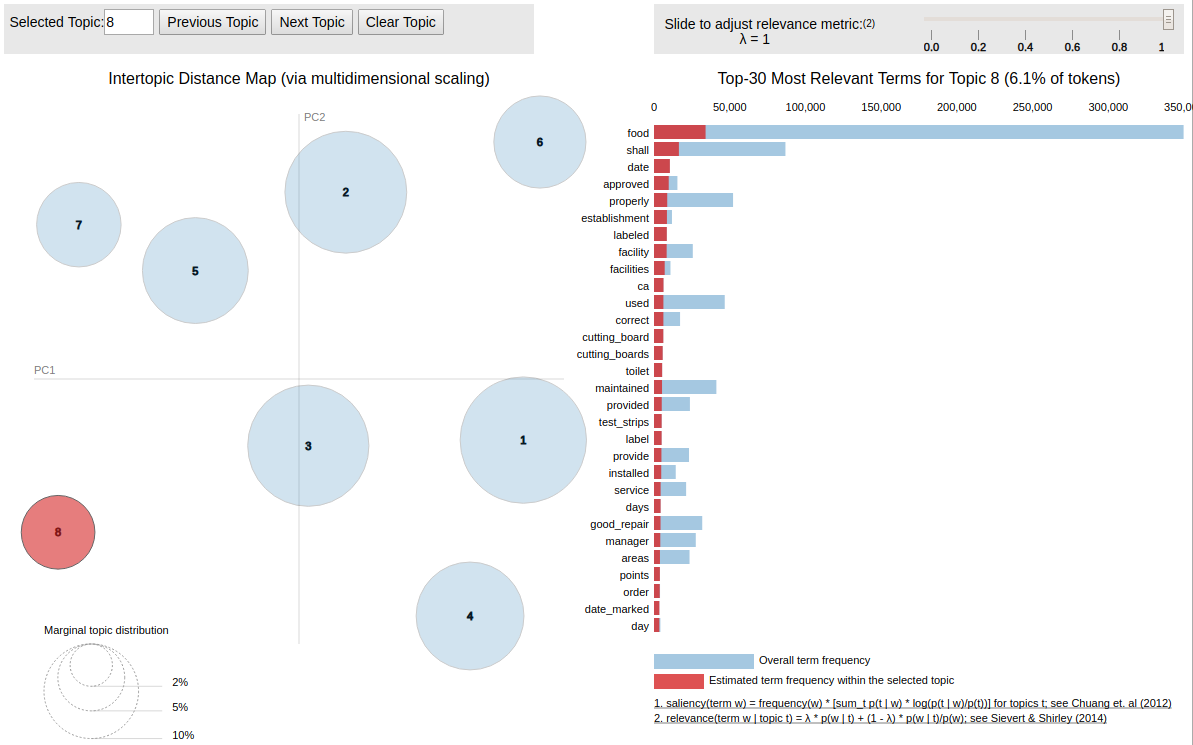 Selected Topic: 8 Previous Topic Next Topic Clear Topic
Slide to adjust relevance metric:(2)
λ = 1
0.0 0.2 0.4 0.6 0.8 1
Intertopic Distance Map (via multidimensional scaling)
PC2
PC1
6
2
7
5
3
1
8
4
Marginal topic distribution
2%
5%
10%
Top-30 Most Relevant Terms for Topic 8 (6.1% of tokens)
0 50,000 100,000 150,000 200,000 250,000 300,000 350,0
food
shall
date
approved
properly
establishment
labeled
facility
facilities
ca
used
correct
cutting_board
cutting_boards
toilet
maintained
provided
test_strips
label
provide
installed
service
days
good_repair
manager
areas
points
order
date_marked
day
Overall term frequency
Estimated term frequency within the selected topic
1. saliency(term w) = frequency(w) * [sum_t p(t | w) * log(p(t | w)/p(t))] for topics t; see Chuang et. al (2012)
2. relevance(term w | topic t) = λ * p(w | t) + (1 - λ) * p(w | t)/p(w); see Sievert & Shirley (2014)